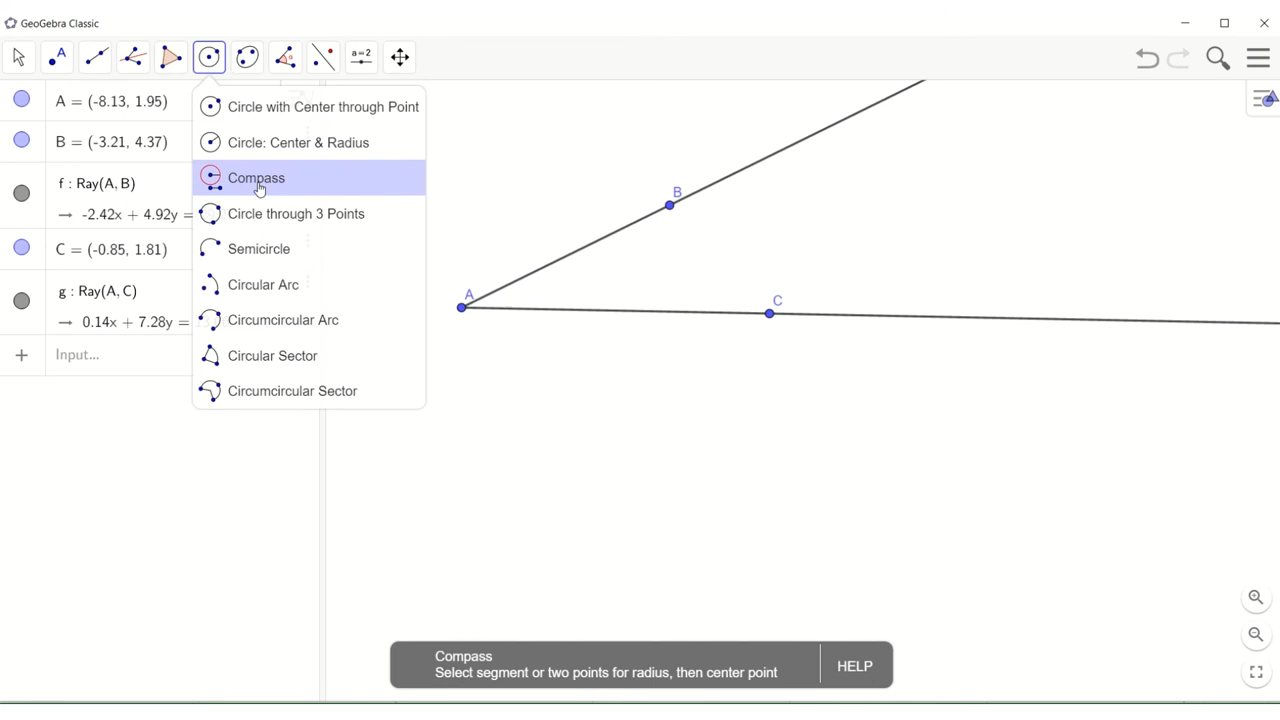 GeoGebra Classic
A
α
a=2
A = (-8.13, 1.95)
B = (-3.21, 4.37)
f : Ray(A, B)
→ -2.42x + 4.92y =
C = (-0.85, 1.81)
g : Ray(A, C)
→ 0.14x + 7.28y =
+ Input...
Circle with Center through Point
Circle: Center & Radius
Compass
Circle through 3 Points
Semicircle
Circular Arc
Circumcircular Arc
Circular Sector
Circumcircular Sector
B
A
C
Compass
Select segment or two points for radius, then center point
HELP